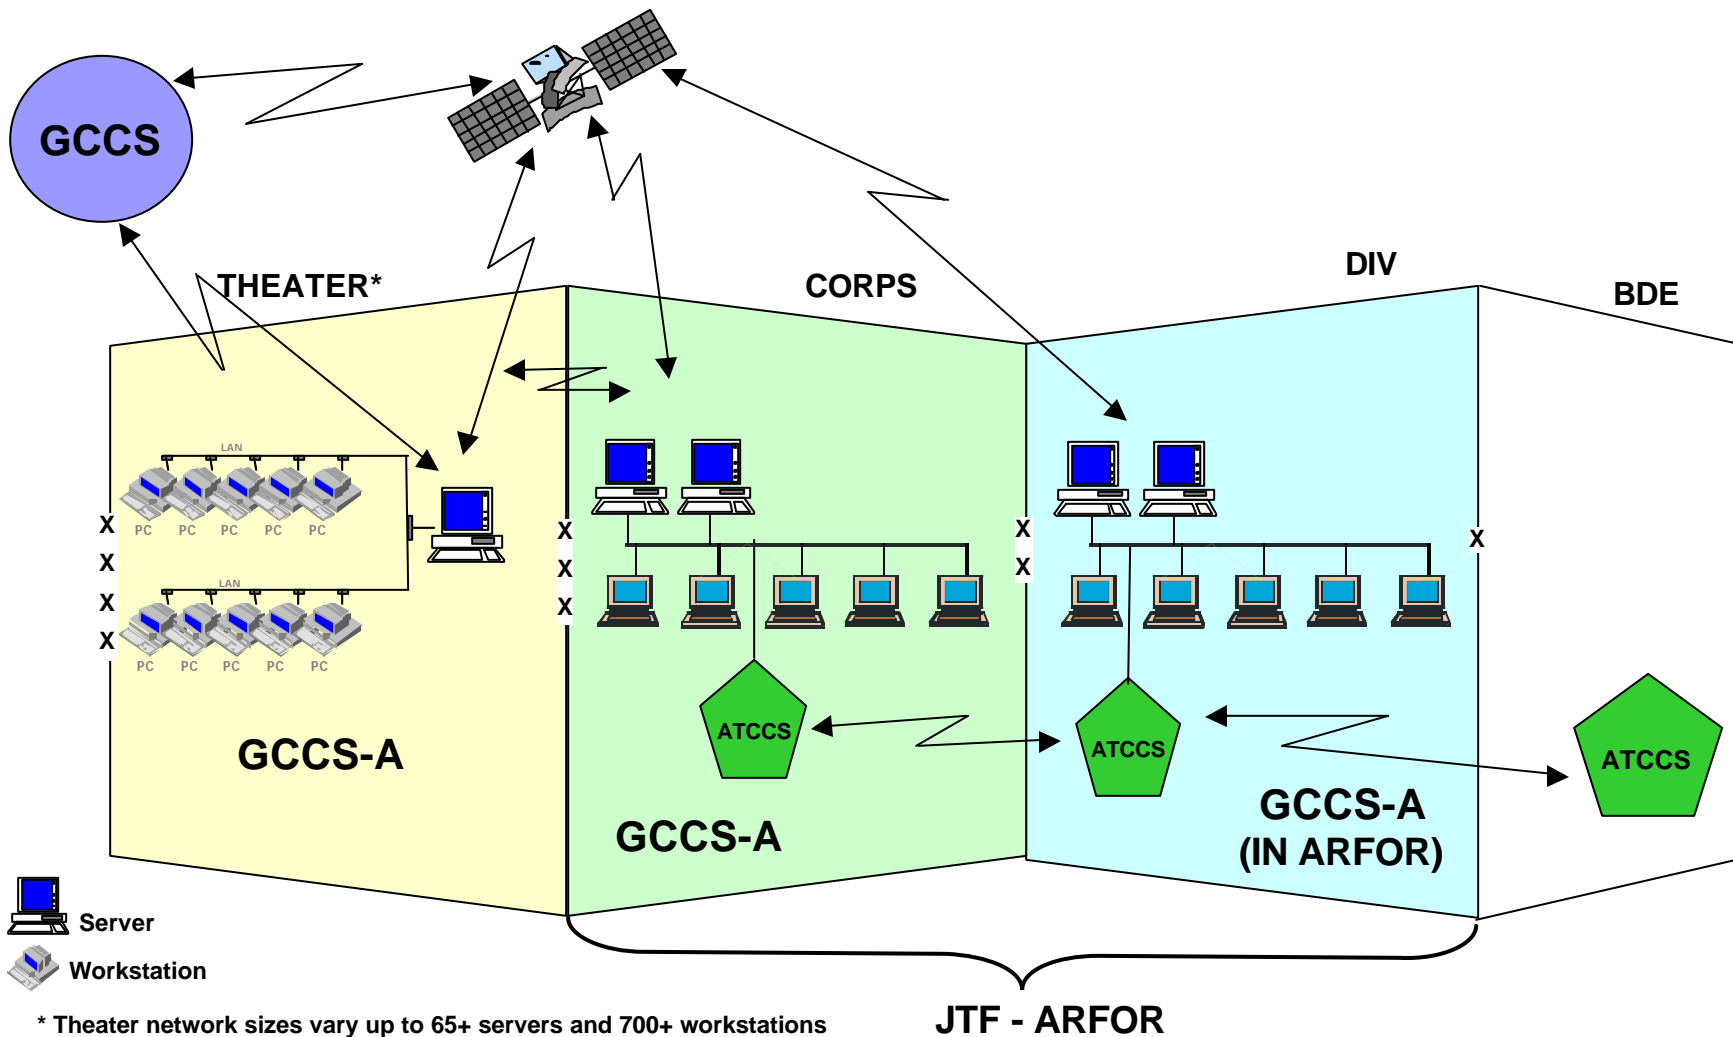 GCCS
THEATER*
CORPS
DIV
BDE
LAN
PC PC PC PC PC
LAN
PC PC PC PC PC
X
X
X
X
X
X
X
X
X
X
GCCS-A
ATCCS
GCCS-A
ATCCS
GCCS-A
(IN ARFOR)
ATCCS
Server
Workstation
* Theater network sizes vary up to 65+ servers and 700+ workstations
JTF - ARFOR